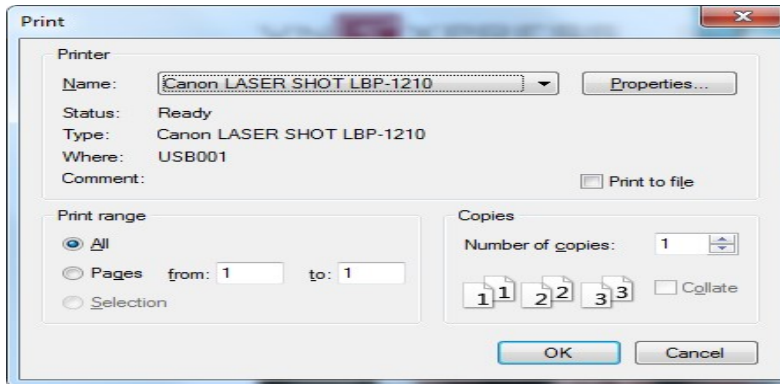 Print
Printer
Name: Canon LASER SHOT LBP-1210 Properties...
Status: Ready
Type: Canon LASER SHOT LBP-1210
Where: USB001
Comment: Print to file
Print range
All
Pages from: 1 to: 1
Selection
Copies
Number of copies: 1
1 1 2 2 3 3 Collate
OK Cancel